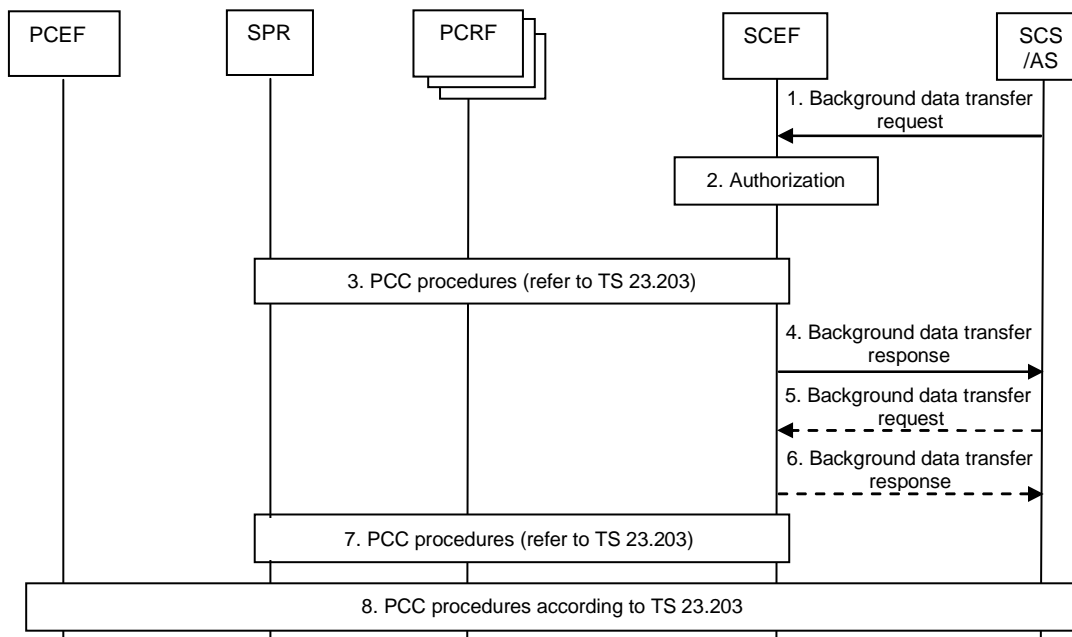 PCEF
SPR
PCRF
SCEF
SCS
/AS
1. Background data transfer
request
2. Authorization
3. PCC procedures (refer to TS 23.203)
4. Background data transfer
response
5. Background data transfer
request
6. Background data transfer
response
7. PCC procedures (refer to TS 23.203)
8. PCC procedures according to TS 23.203